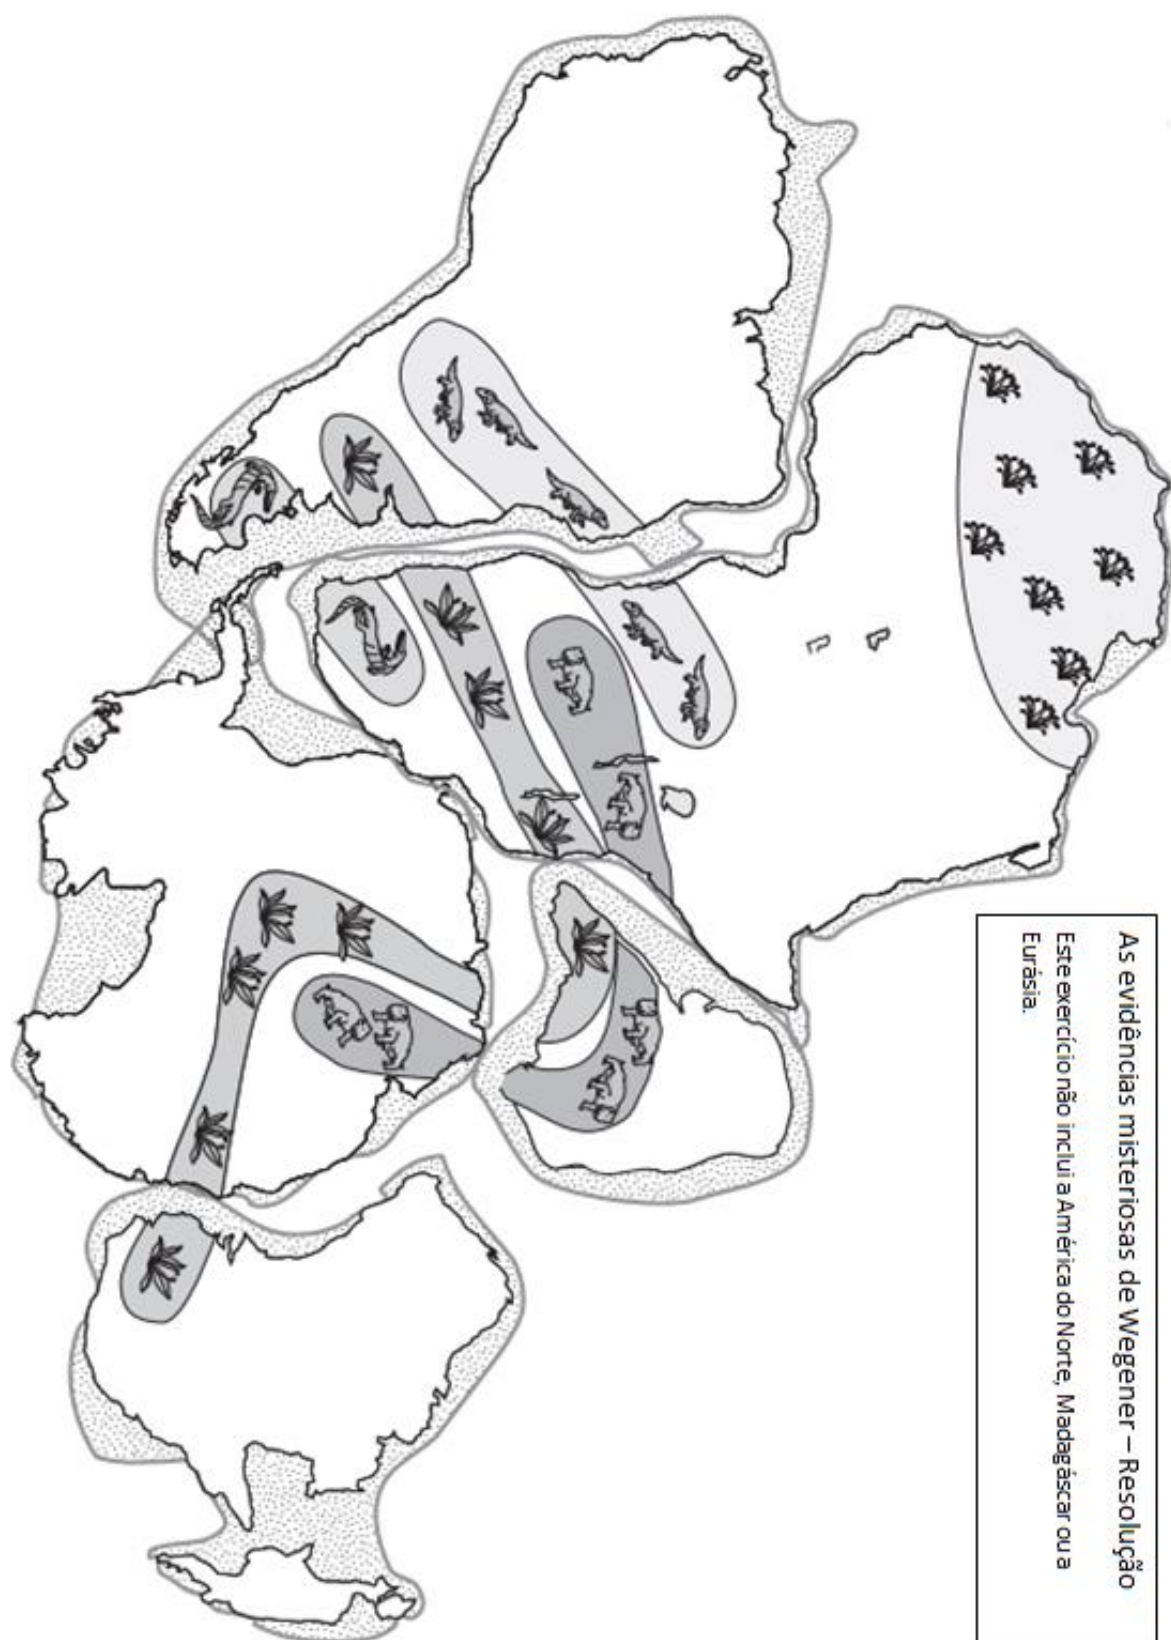 As evidências misteriosas de Wegener – Resolução
Este exercício não inclui a América do Norte, Madagáscar ou a
Eurásia.